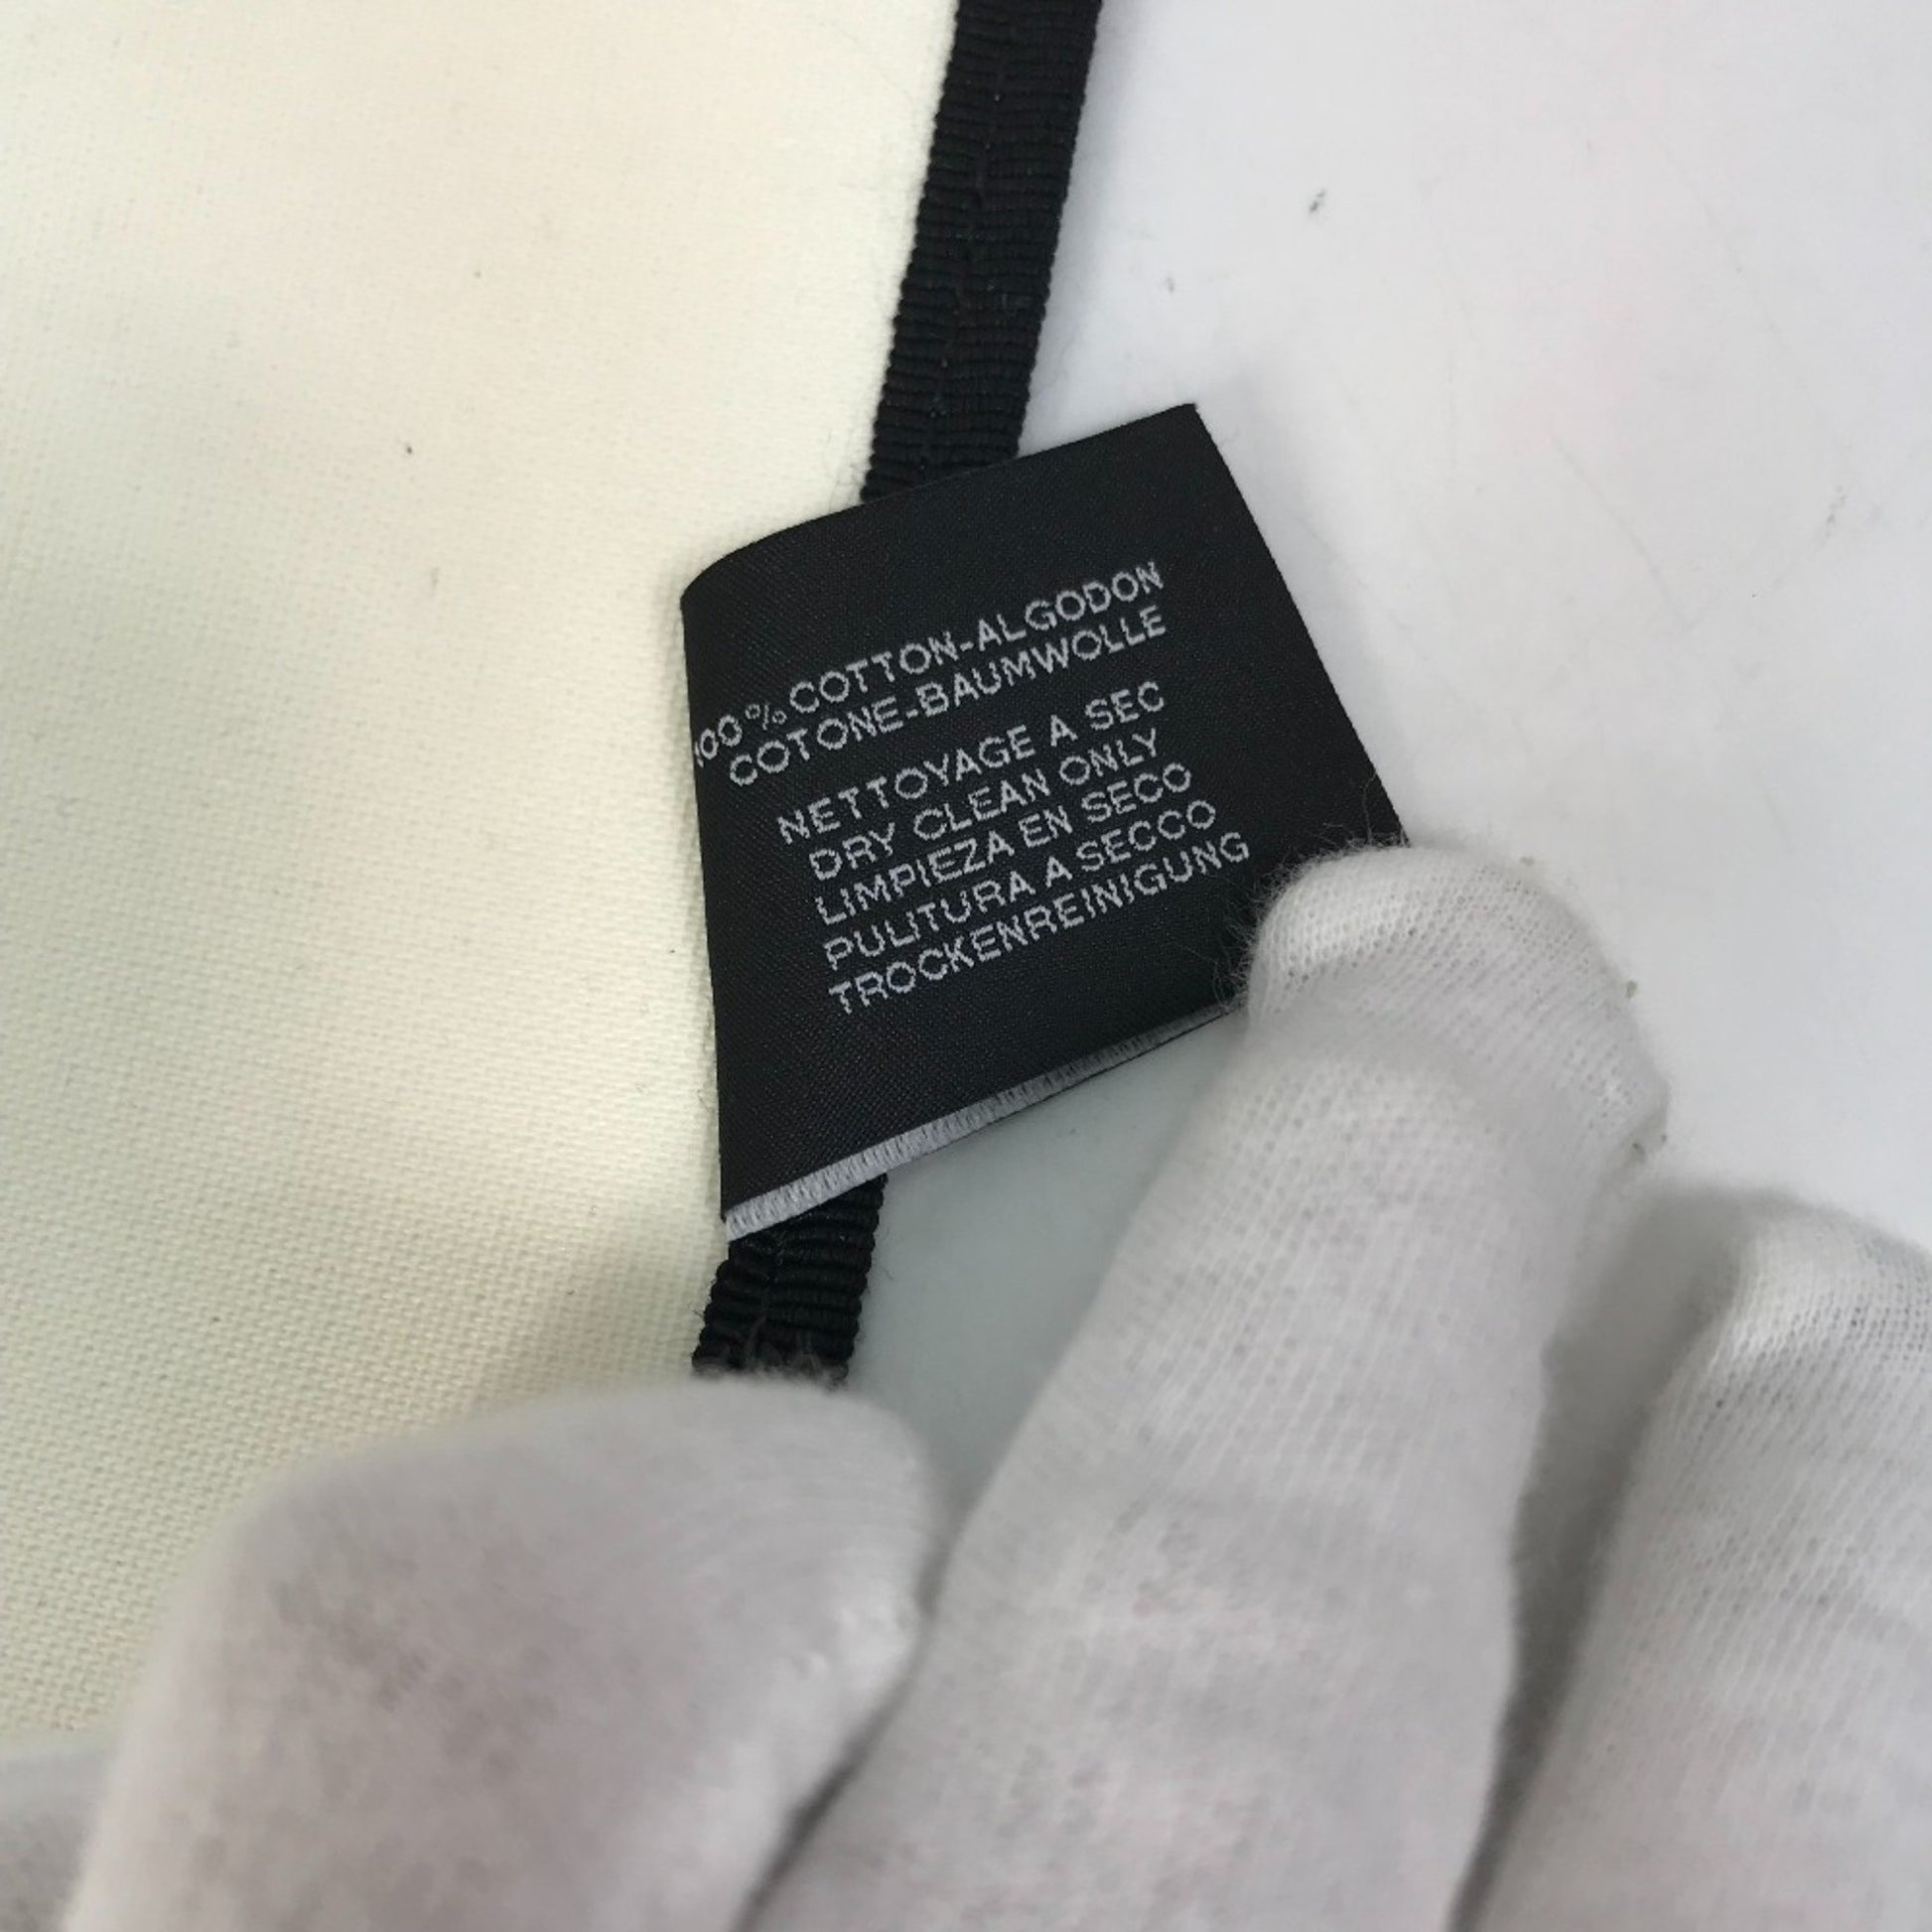 100% COTTON-ALGODON
COTONE-BAUMWOLLE
NETTOYAGE A SEC
DRY CLEAN ONLY
LIMPIEZA EN SECO
PULITURA A SECCO
TROCKENREINIGUNG